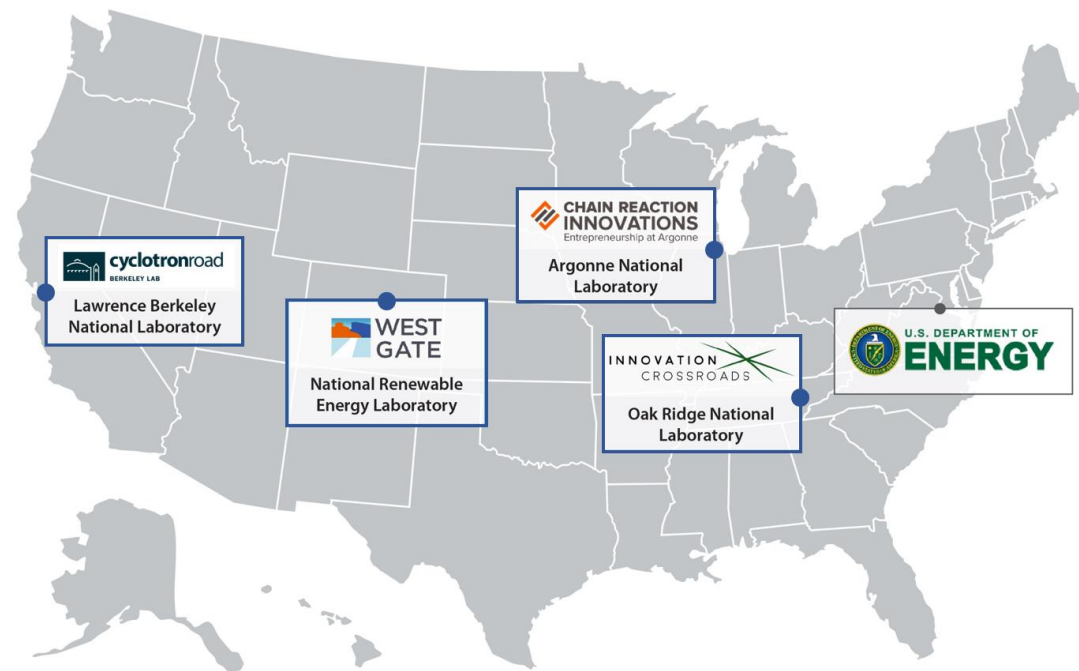 cyclotronroad
BERKELEY LAB
Lawrence Berkeley
National Laboratory
WEST
GATE
National Renewable
Energy Laboratory
CHAIN REACTION
INNOVATIONS
Entrepreneurship at Argonne
Argonne National
Laboratory
INNOVATION
CROSSROADS
Oak Ridge National
Laboratory
U.S. DEPARTMENT OF
ENERGY